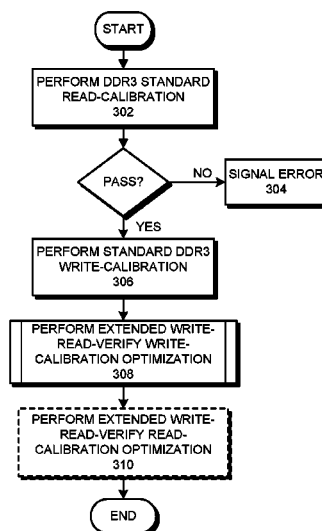 START
PERFORM DDR3 STANDARD
READ-CALIBRATION
302
PASS?
NO
SIGNAL ERROR
304
YES
PERFORM STANDARD DDR3
WRITE-CALIBRATION
306
PERFORM EXTENDED WRITE-
READ-VERIFY WRITE-
CALIBRATION OPTIMIZATION
308
PERFORM EXTENDED WRITE-
READ-VERIFY READ-
CALIBRATION OPTIMIZATION
310
END